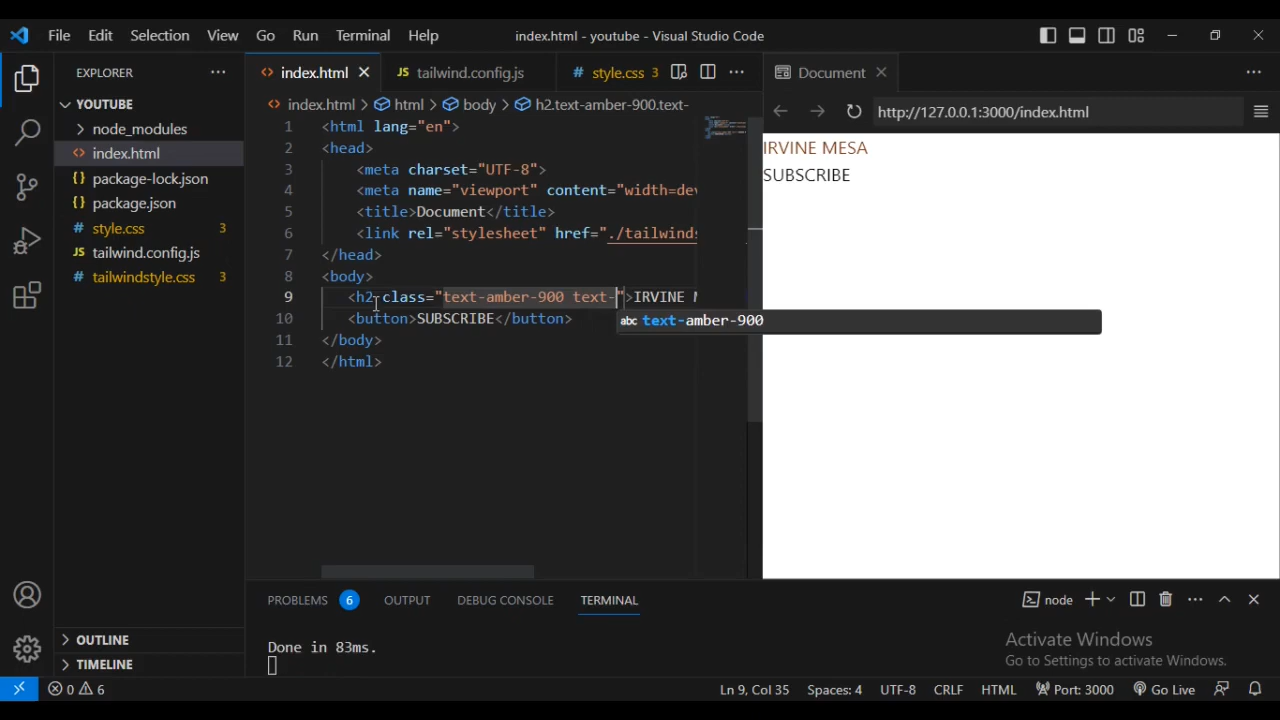 File Edit Selection View Go Run Terminal Help index.html - youtube - Visual Studio Code
EXPLORER ··· index.html tailwind.config.js # style.css 3 ··· Document ···
YOUTUBE index.html > html > body > h2.text-amber-900.text- http://127.0.0.1:3000/index.html
node_modules
index.html
package-lock.json
package.json
# style.css 3
JS tailwind.config.js
# tailwindstyle.css 3
1 <html lang="en">
2 <head>
3 <meta charset="UTF-8">
4 <meta name="viewport" content="width=dev
5 <title>Document</title>
6 <link rel="stylesheet" href="./tailwinds
7 </head>
8 <body>
9 <h2 class="text-amber-900 text-">IRVINE M
10 <button>SUBSCRIBE</button>
11 </body>
12 </html>
abc text-amber-900
IRVINE MESA
SUBSCRIBE
PROBLEMS 6 OUTPUT DEBUG CONSOLE TERMINAL node ···
Done in 83ms.
Activate Windows
Go to Settings to activate Windows.
OUTLINE
TIMELINE
0 6 Ln 9, Col 35 Spaces: 4 UTF-8 CRLF HTML Port: 3000 Go Live